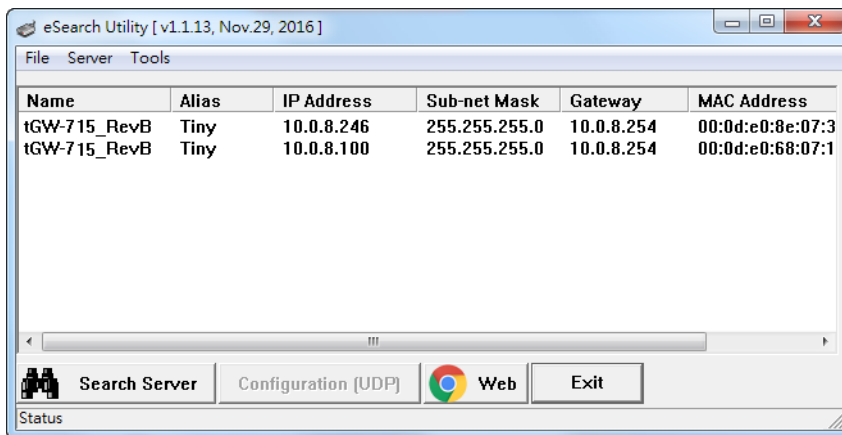 eSearch Utility [ v1.1.13, Nov.29, 2016 ]
File Server Tools
Name Alias IP Address Sub-net Mask Gateway MAC Address
tGW-715_RevB Tiny 10.0.8.246 255.255.255.0 10.0.8.254 00:0d:e0:8e:07:3
tGW-715_RevB Tiny 10.0.8.100 255.255.255.0 10.0.8.254 00:0d:e0:68:07:1
Search Server Configuration (UDP) Web Exit
Status